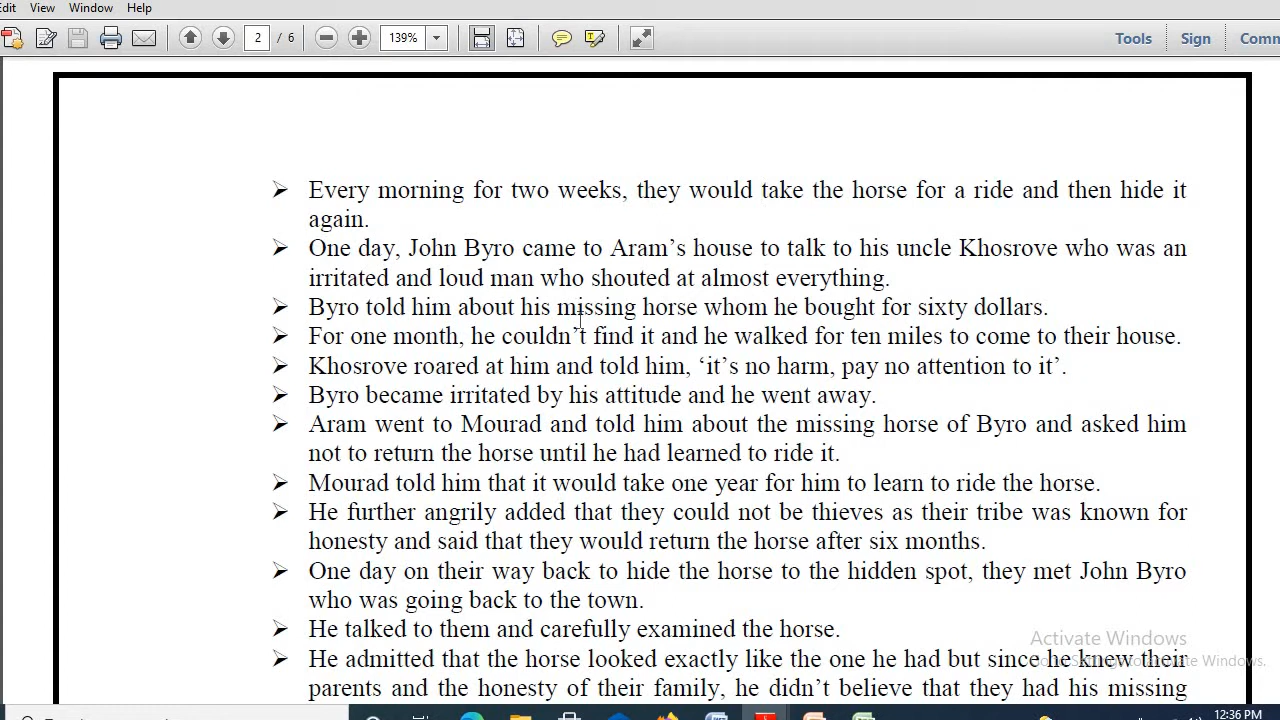 Edit View Window Help
2 / 6 139% Tools Sign Comm
➢ Every morning for two weeks, they would take the horse for a ride and then hide it
again.
➢ One day, John Byro came to Aram’s house to talk to his uncle Khosrove who was an
irritated and loud man who shouted at almost everything.
➢ Byro told him about his missing horse whom he bought for sixty dollars.
➢ For one month, he couldn’t find it and he walked for ten miles to come to their house.
➢ Khosrove roared at him and told him, ‘it’s no harm, pay no attention to it’.
➢ Byro became irritated by his attitude and he went away.
➢ Aram went to Mourad and told him about the missing horse of Byro and asked him
not to return the horse until he had learned to ride it.
➢ Mourad told him that it would take one year for him to learn to ride the horse.
➢ He further angrily added that they could not be thieves as their tribe was known for
honesty and said that they would return the horse after six months.
➢ One day on their way back to hide the horse to the hidden spot, they met John Byro
who was going back to the town.
➢ He talked to them and carefully examined the horse.
➢ He admitted that the horse looked exactly like the one he had but since he knew their
parents and the honesty of their family, he didn’t believe that they had his missing
Activate Windows
Go to Settings to activate Windows.
12:36 PM